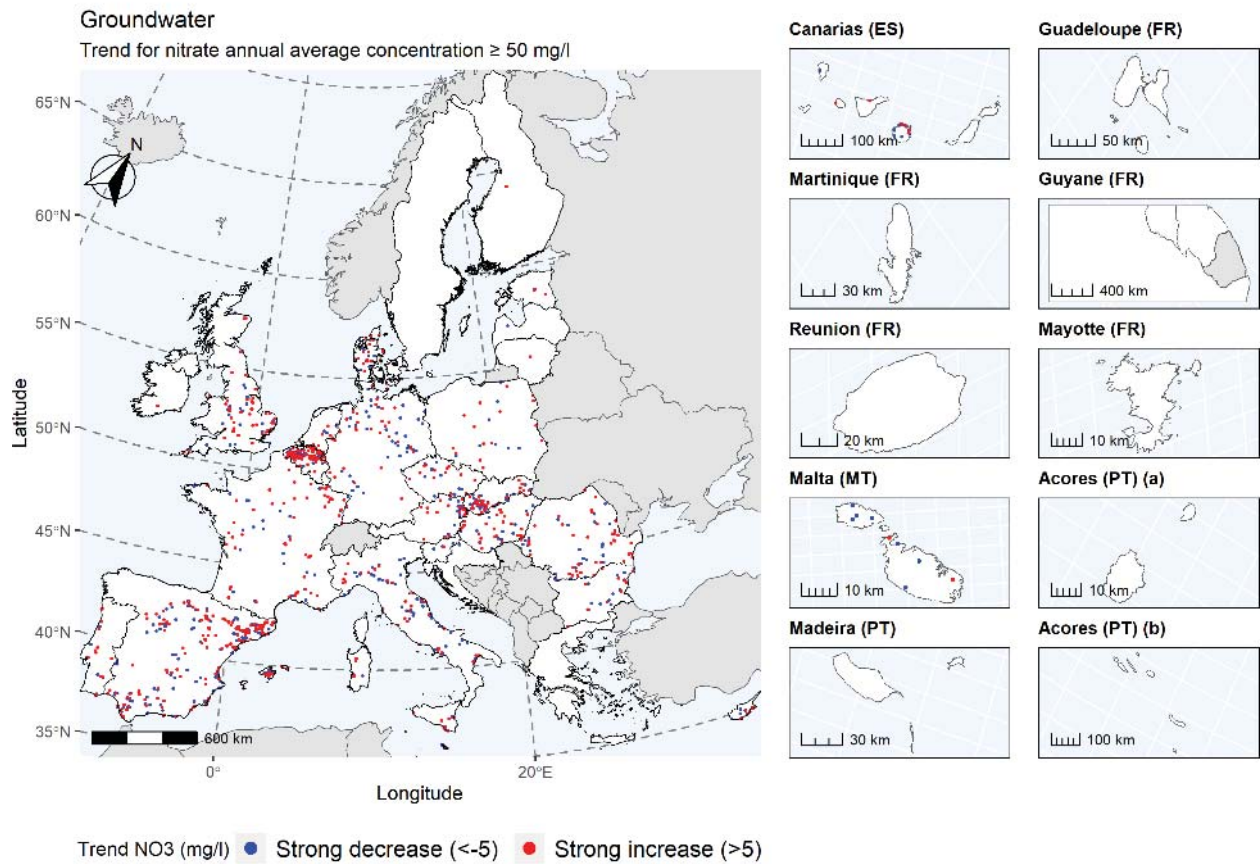 Groundwater
Trend for nitrate annual average concentration ≥ 50 mg/l
65°N
60°N
55°N
50°N
45°N
40°N
35°N
Latitude
N
600 km
0°
20°E
Longitude
Canarias (ES)
100 km
Guadeloupe (FR)
50 km
Martinique (FR)
30 km
Guyane (FR)
400 km
Reunion (FR)
20 km
Mayotte (FR)
10 km
Malta (MT)
10 km
Acores (PT) (a)
10 km
Madeira (PT)
30 km
Acores (PT) (b)
100 km
Trend NO3 (mg/l) Strong decrease (<-5) Strong increase (>5)